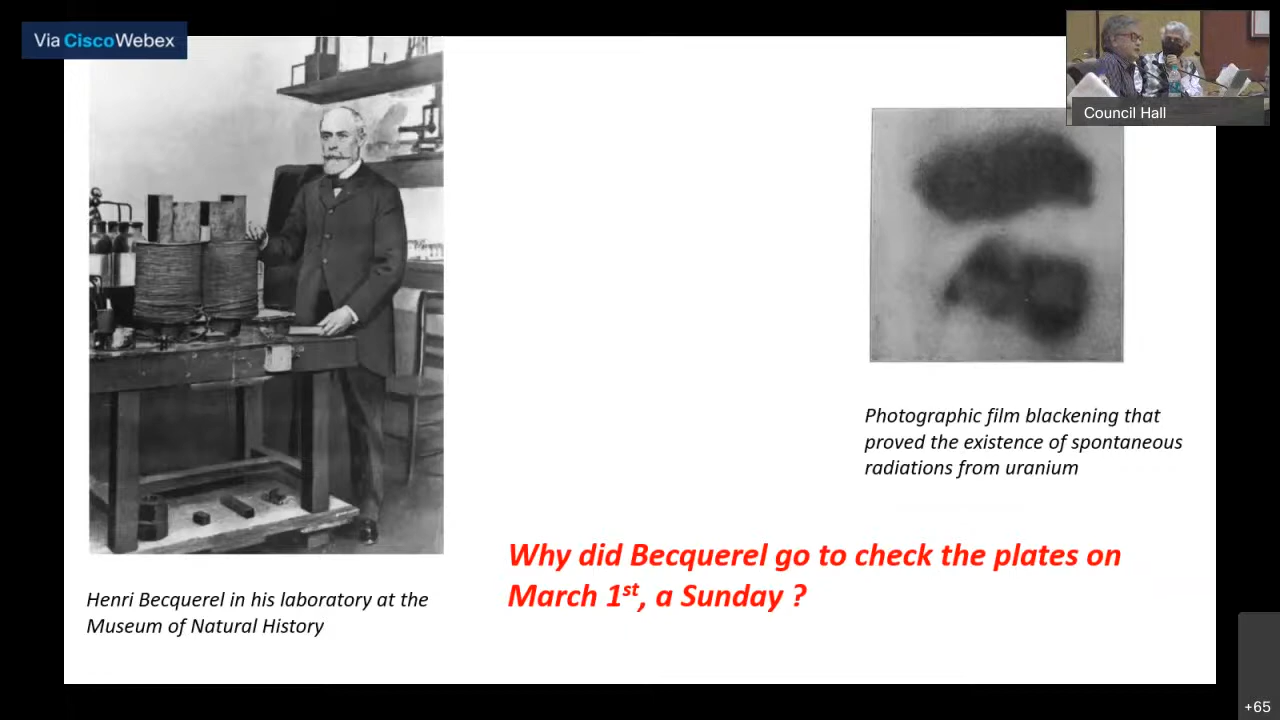 Via CiscoWebex
Council Hall
Photographic film blackening that
proved the existence of spontaneous
radiations from uranium
Why did Becquerel go to check the plates on
March 1st, a Sunday ?
Henri Becquerel in his laboratory at the
Museum of Natural History
+65